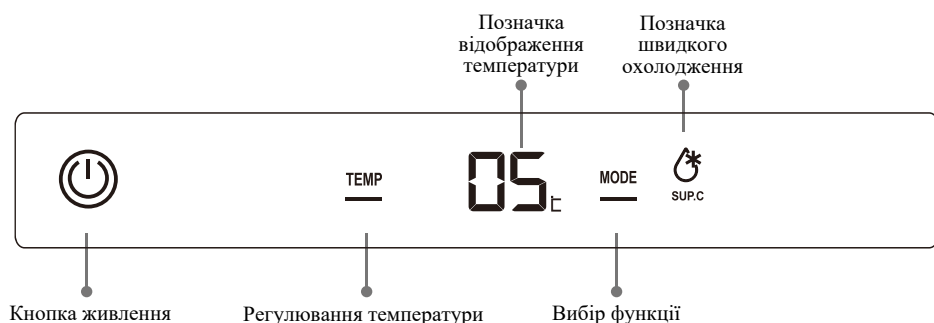 Позначка
відображення
температури
Позначка
швидкого
охолодження
TEMP
05℃
MODE
SUP.C
Кнопка живлення
Регулювання температури
Вибір функції